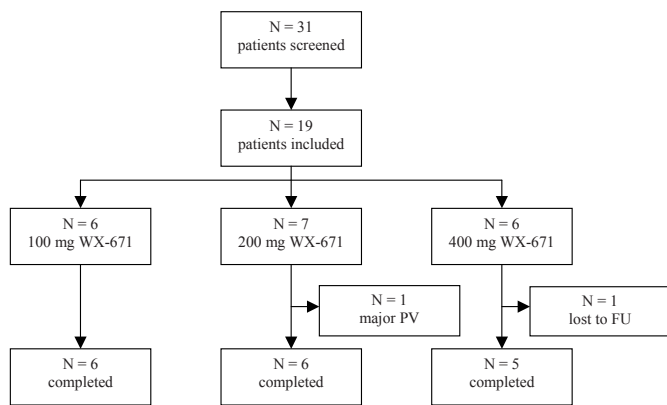 N = 31
patients screened
N = 19
patients included
N = 6
100 mg WX-671
N = 7
200 mg WX-671
N = 6
400 mg WX-671
N = 1
major PV
N = 1
lost to FU
N = 6
completed
N = 6
completed
N = 5
completed